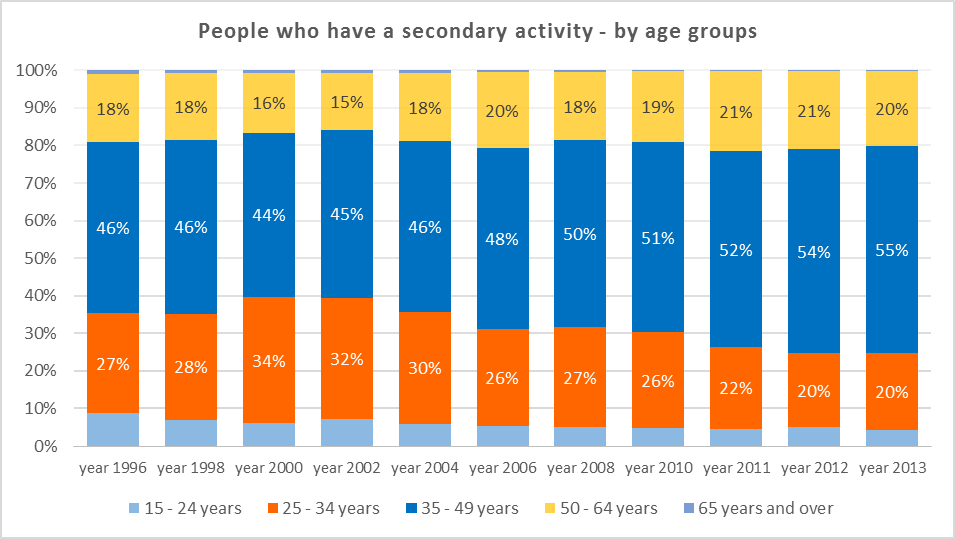 People who have a secondary activity - by age groups
100%
90%
80%
70%
60%
50%
40%
30%
20%
10%
0%
18% 18% 16% 15% 18% 20% 18% 19% 21% 21% 20%
46% 46% 44% 45% 46% 48% 50% 51% 52% 54% 55%
27% 28% 34% 32% 30% 26% 27% 26% 22% 20% 20%
year 1996 year 1998 year 2000 year 2002 year 2004 year 2006 year 2008 year 2010 year 2011 year 2012 year 2013
15 - 24 years 25 - 34 years 35 - 49 years 50 - 64 years 65 years and over